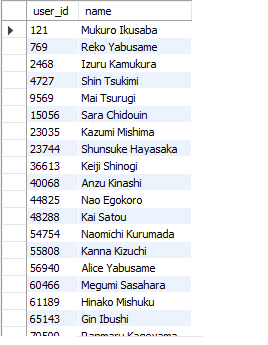 user_id name
121 Mukuro Ikusaba
769 Reko Yabusame
2468 Izuru Kamukura
4727 Shin Tsukimi
9569 Mai Tsurugi
15056 Sara Chidouin
23035 Kazumi Mishima
23744 Shunsuke Hayasaka
36613 Keiji Shinogi
40068 Anzu Kinashi
44825 Nao Egokoro
48288 Kai Satou
54754 Naomichi Kurumada
55808 Kanna Kizuchi
56940 Alice Yabusame
60466 Megumi Sasahara
61189 Hinako Mishuku
65143 Gin Ibushi